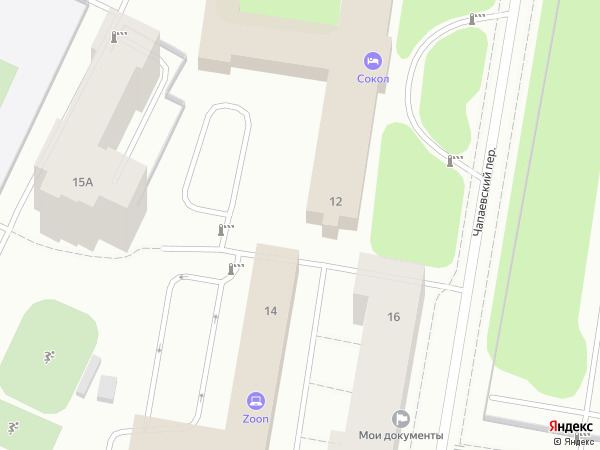 Сокол
15А
12
Чапаевский пер.
14
16
Zoon
Мои документы
Яндекс
© Яндекс